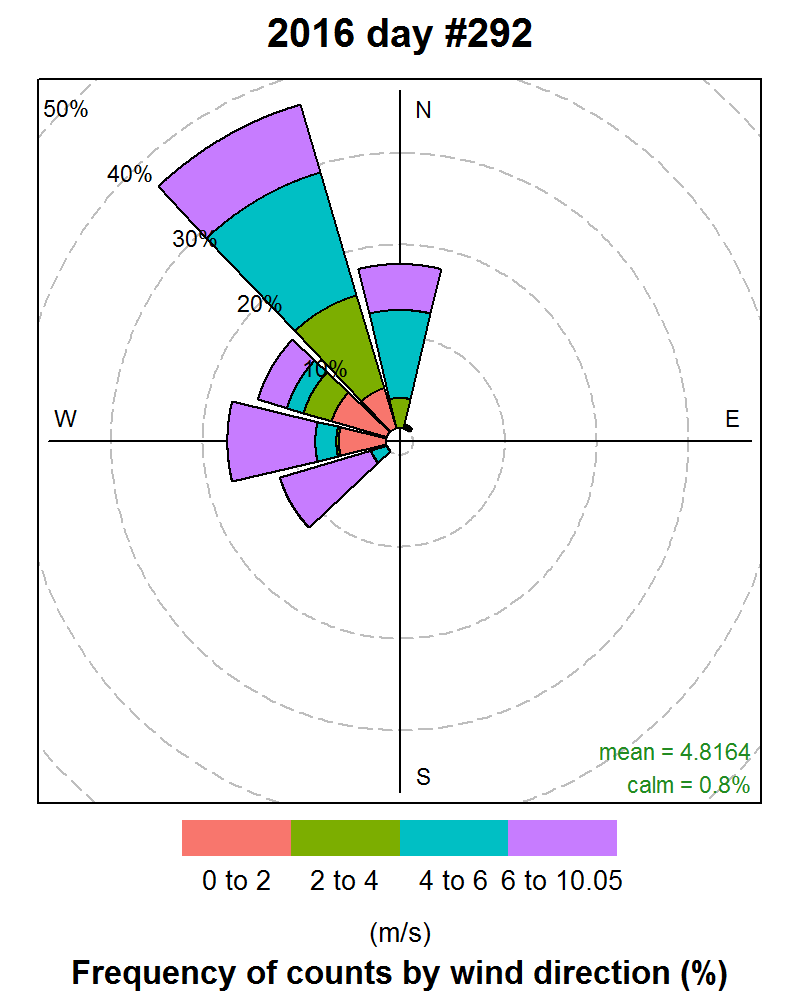 2016 day #292
50%
N
40%
30%
20%
10%
W
E
S
mean = 4.8164
calm = 0.8%
0 to 2
2 to 4
4 to 6
6 to 10.05
(m/s)
Frequency of counts by wind direction (%)